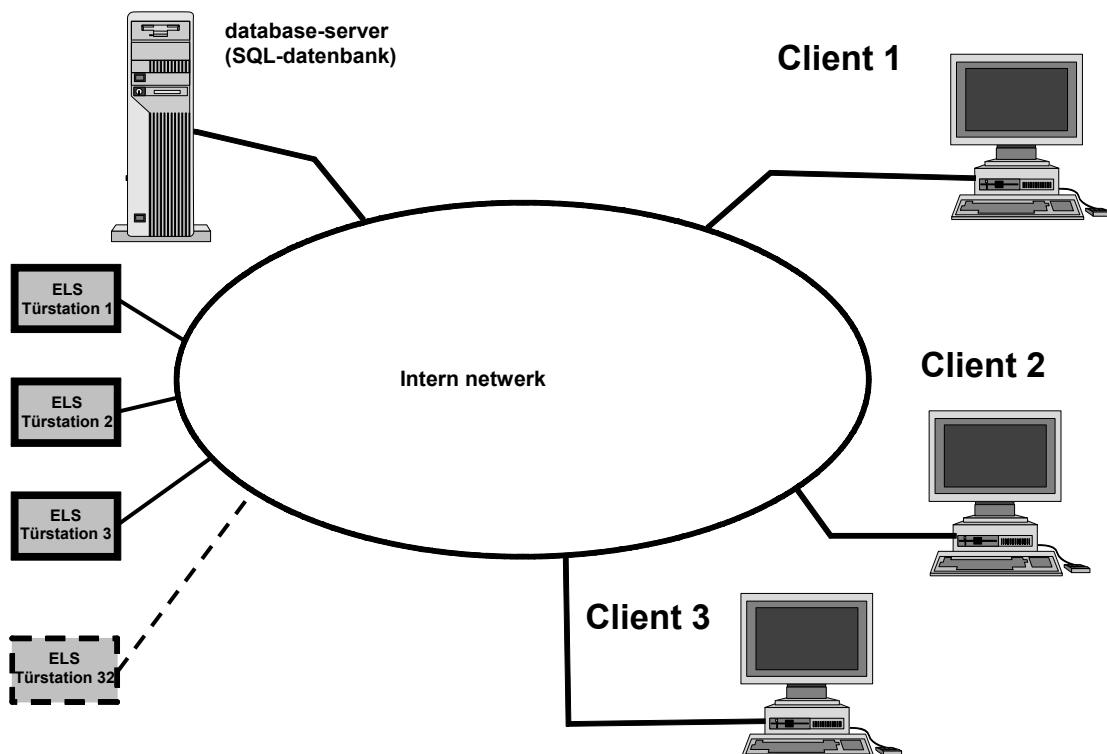 database-server
(SQL-datenbank)
Client 1
ELS
Türstation 1
Intern netwerk
Client 2
ELS
Türstation 2
ELS
Türstation 3
Client 3
ELS
Türstation 32